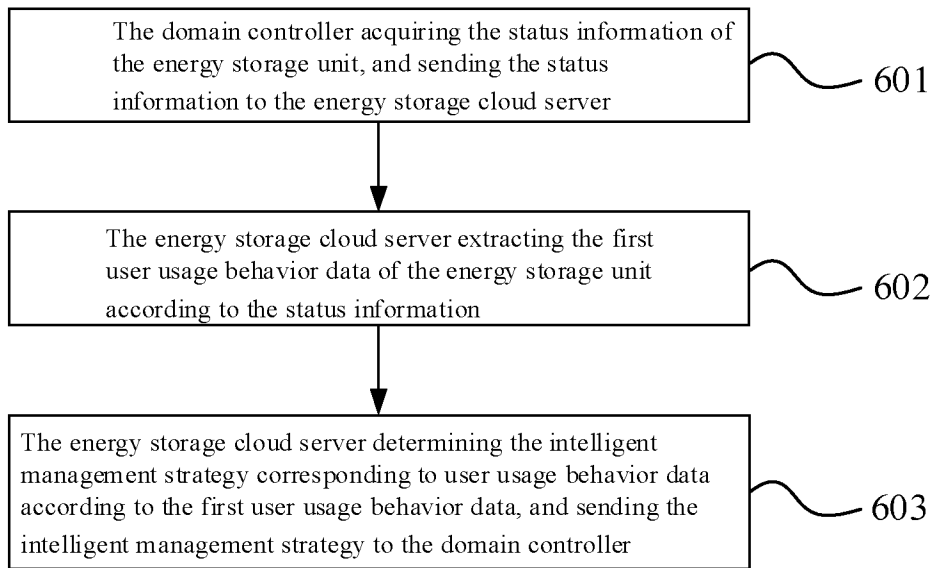 The domain controller acquiring the status information of
the energy storage unit, and sending the status
information to the energy storage cloud server
601
The energy storage cloud server extracting the first
user usage behavior data of the energy storage unit
according to the status information
602
The energy storage cloud server determining the intelligent
management strategy corresponding to user usage behavior data
according to the first user usage behavior data, and sending the
intelligent management strategy to the domain controller
603